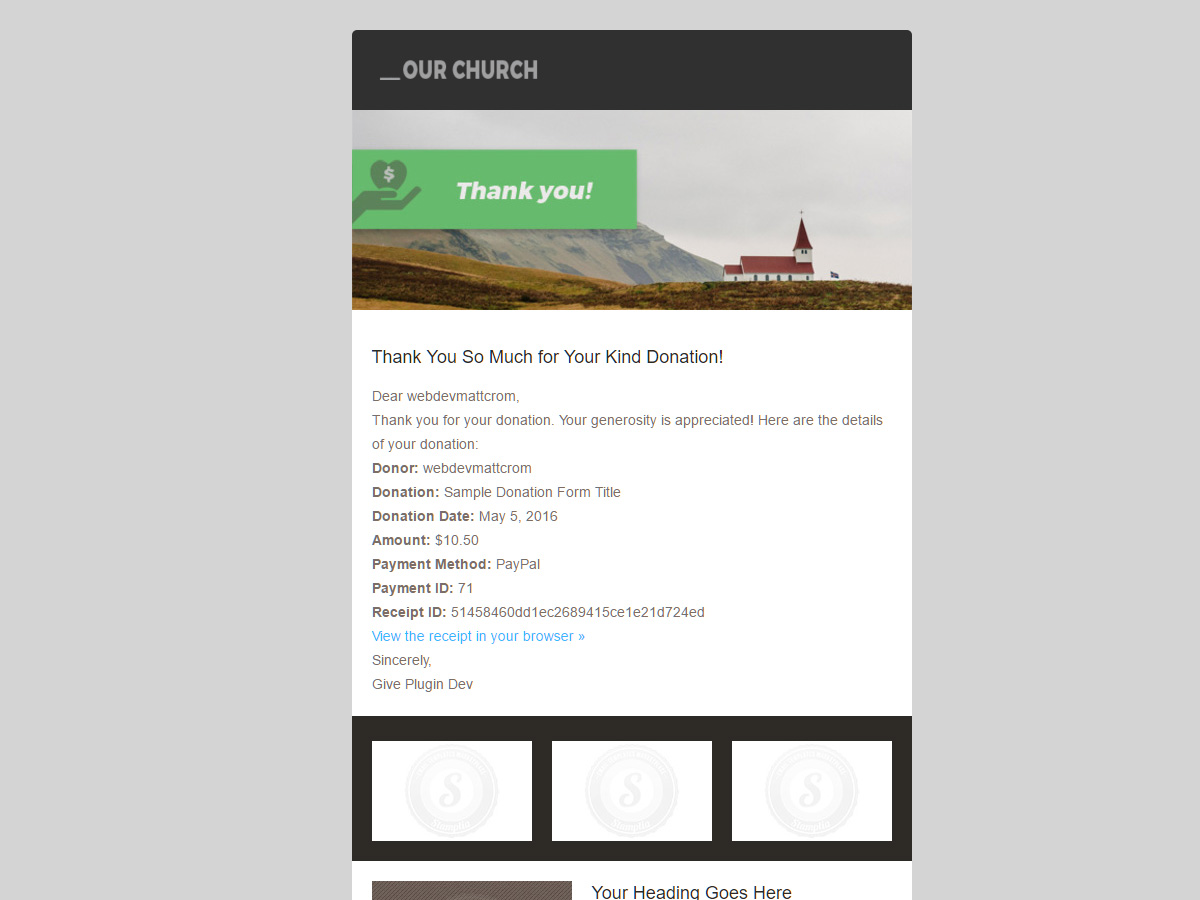 __OUR CHURCH
$
Thank you!
Thank You So Much for Your Kind Donation!
Dear webdevmattcrom,
Thank you for your donation. Your generosity is appreciated! Here are the details
of your donation:
Donor: webdevmattcrom
Donation: Sample Donation Form Title
Donation Date: May 5, 2016
Amount: $10.50
Payment Method: PayPal
Payment ID: 71
Receipt ID: 51458460dd1ec2689415ce1e21d724ed
View the receipt in your browser »
Sincerely,
Give Plugin Dev
S S S
Your Heading Goes Here